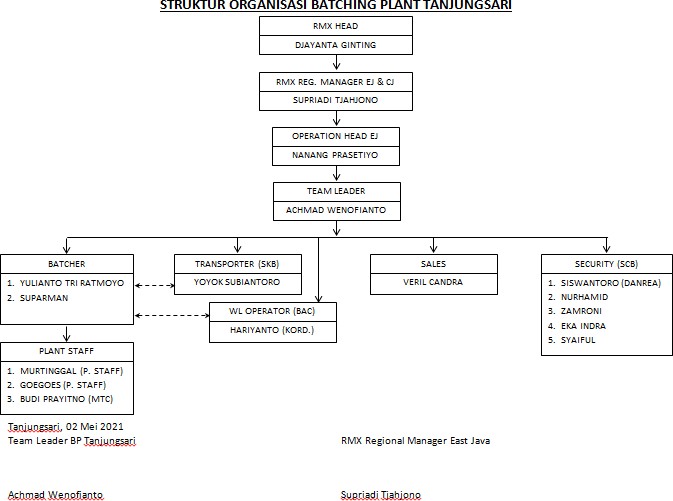 STRUKTUR ORGANISASI BATCHING PLANT TANJUNGSARI
RMX HEAD
DJAYANTA GINTING
RMX REG. MANAGER EJ & CJ
SUPRIADI TJAHJONO
OPERATION HEAD EJ
NANANG PRASETIYO
TEAM LEADER
ACHMAD WENOFIANTO
BATCHER
1. YULIANTO TRI RATMOYO
2. SUPARMAN
TRANSPORTER (SKB)
YOYOK SUBIANTORO
WL OPERATOR (BAC)
HARIYANTO (KORD.)
SALES
VERIL CANDRA
SECURITY (SCB)
1. SISWANTORO (DANREA)
2. NURHAMID
3. ZAMRONI
4. EKA INDRA
5. SYAIFUL
PLANT STAFF
1. MURTINGGAL (P. STAFF)
2. GOEGOES (P. STAFF)
3. BUDI PRAYITNO (MTC)
Tanjungsari, 02 Mei 2021
Team Leader BP Tanjungsari
RMX Regional Manager East Java
Achmad Wenofianto
Supriadi Tjahjono